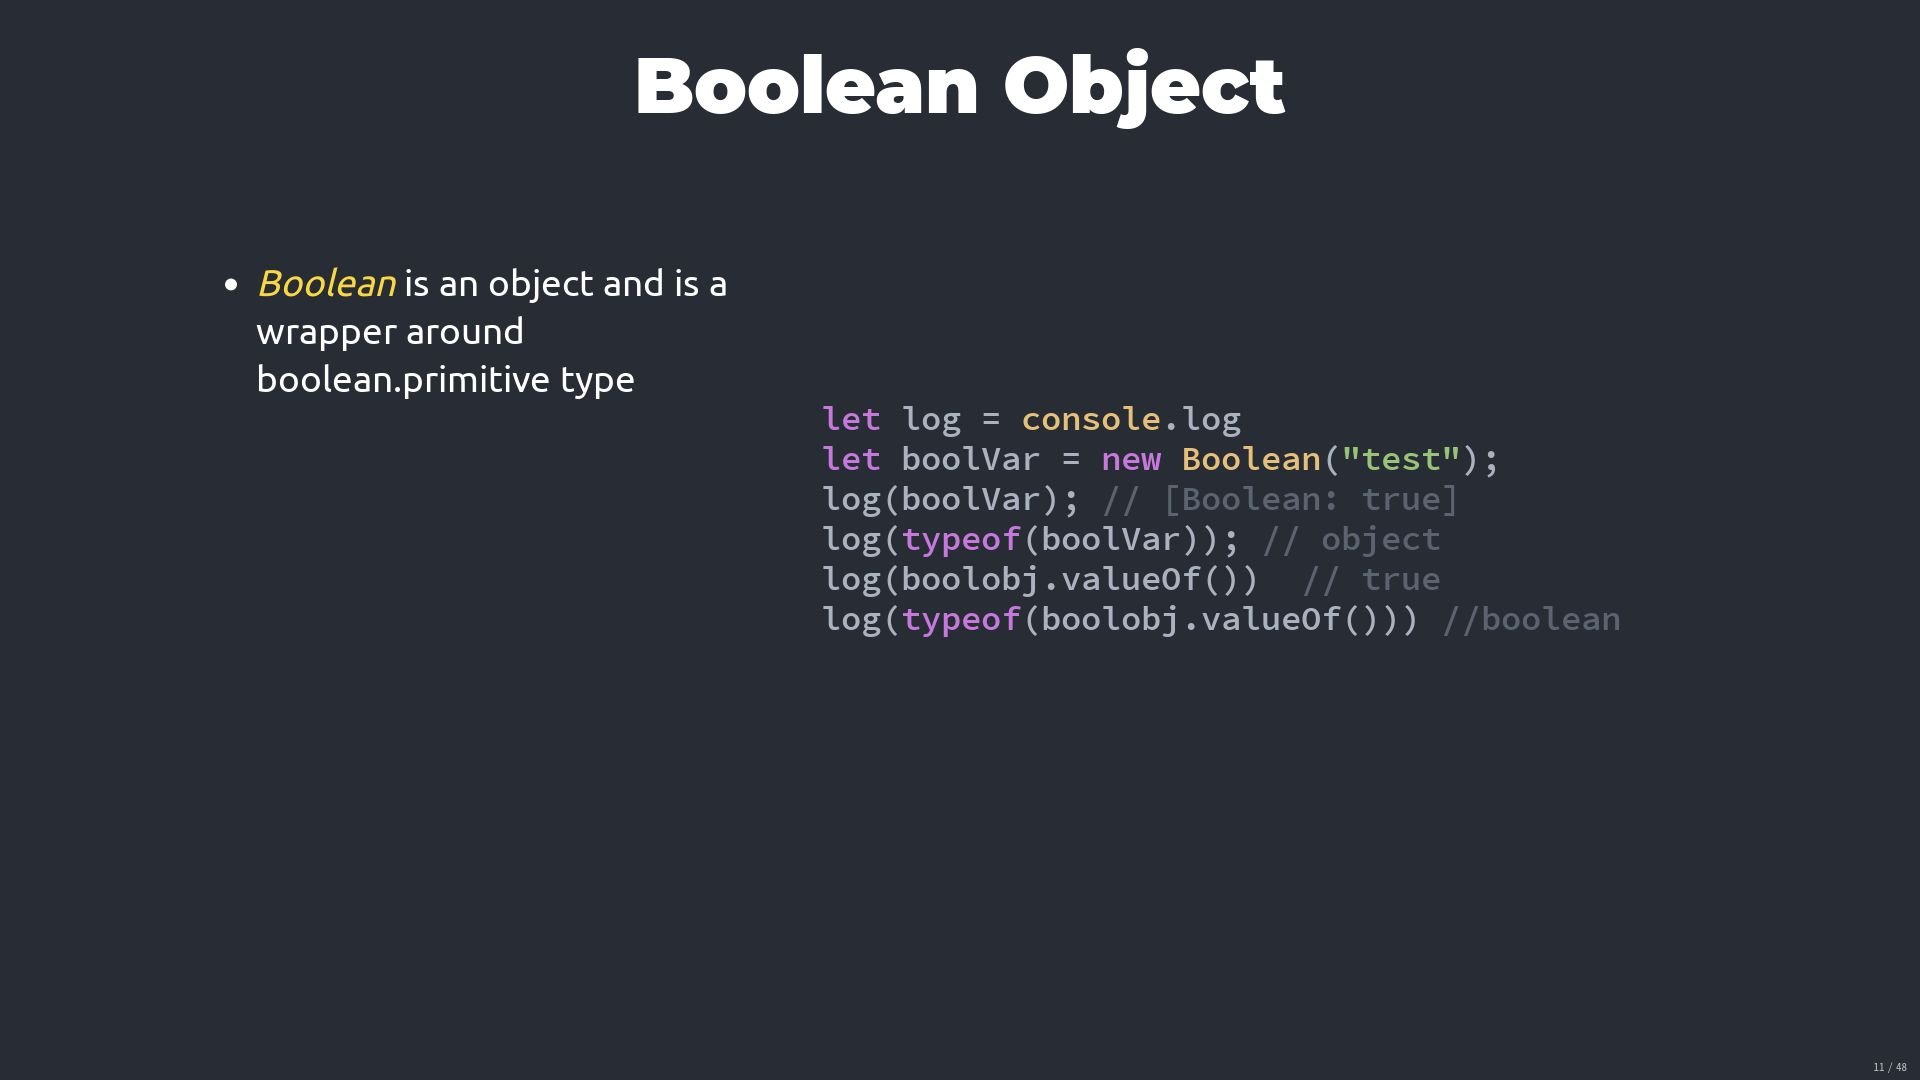 Boolean Object
• Boolean is an object and is a
wrapper around
boolean.primitive type
let log = console.log
let boolVar = new Boolean("test");
log(boolVar); // [Boolean: true]
log(typeof(boolVar)); // object
log(boolobj.valueOf())  // true
log(typeof(boolobj.valueOf())) //boolean
11 / 48